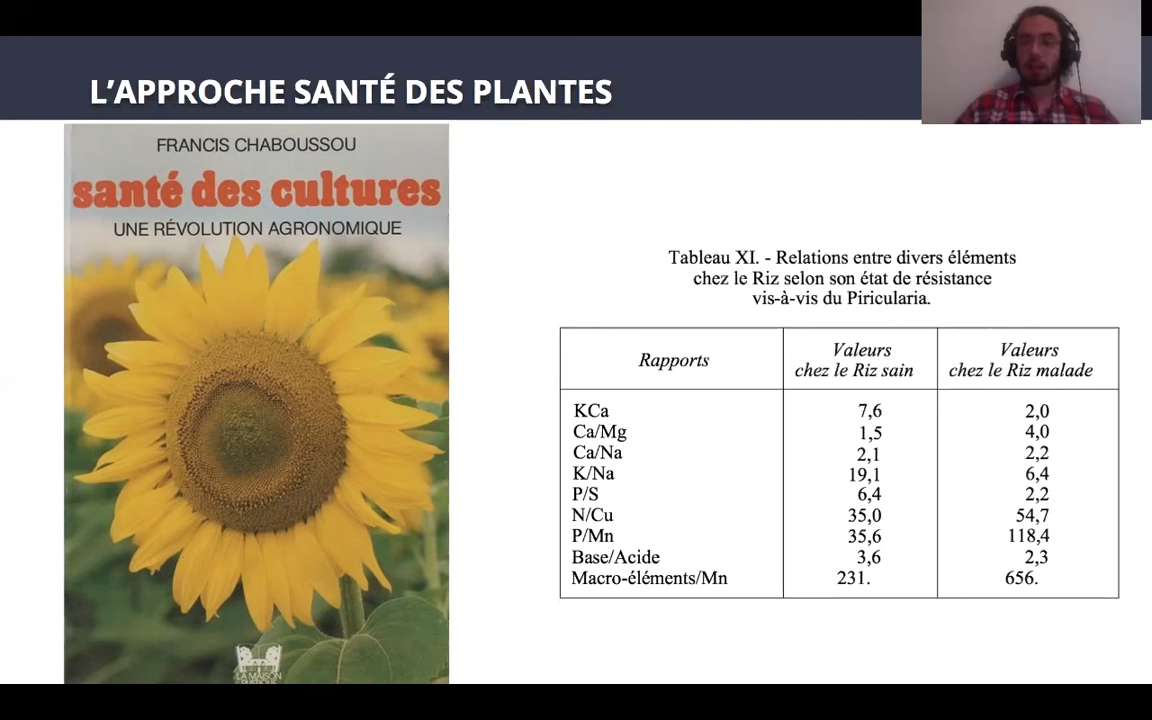 L'APPROCHE SANTÉ DES PLANTES
FRANCIS CHABOUSSOU
santé des cultures
UNE RÉVOLUTION AGRONOMIQUE
LA MAISON
RUSTIQUE
Tableau XI. - Relations entre divers éléments
chez le Riz selon son état de résistance
vis-à-vis du Piricularia.
Rapports
Valeurs
chez le Riz sain
Valeurs
chez le Riz malade
KCa 7,6 2,0
Ca/Mg 1,5 4,0
Ca/Na 2,1 2,2
K/Na 19,1 6,4
P/S 6,4 2,2
N/Cu 35,0 54,7
P/Mn 35,6 118,4
Base/Acide 3,6 2,3
Macro-éléments/Mn 231. 656.